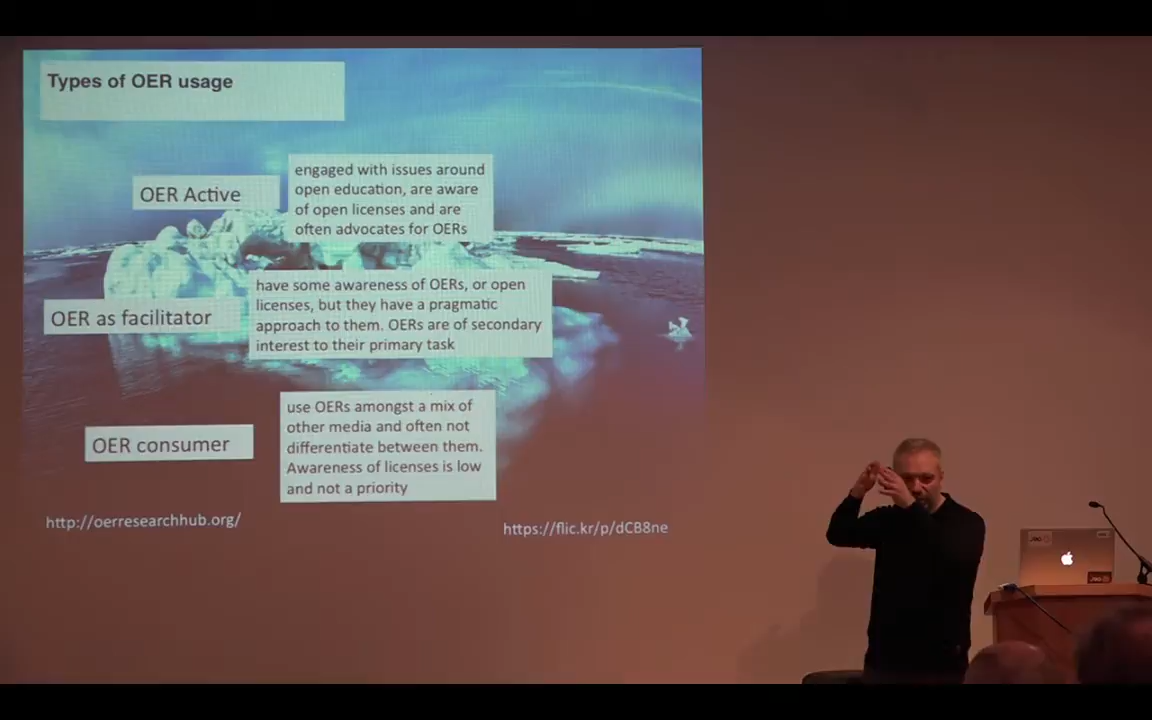 Types of OER usage
OER Active
engaged with issues around
open education, are aware
of open licenses and are
often advocates for OERs
OER as facilitator
have some awareness of OERs, or open
licenses, but they have a pragmatic
approach to them. OERs are of secondary
interest to their primary task
OER consumer
use OERs amongst a mix of
other media and often not
differentiate between them.
Awareness of licenses is low
and not a priority
http://oerresearchhub.org/
https://flic.kr/p/dCB8ne